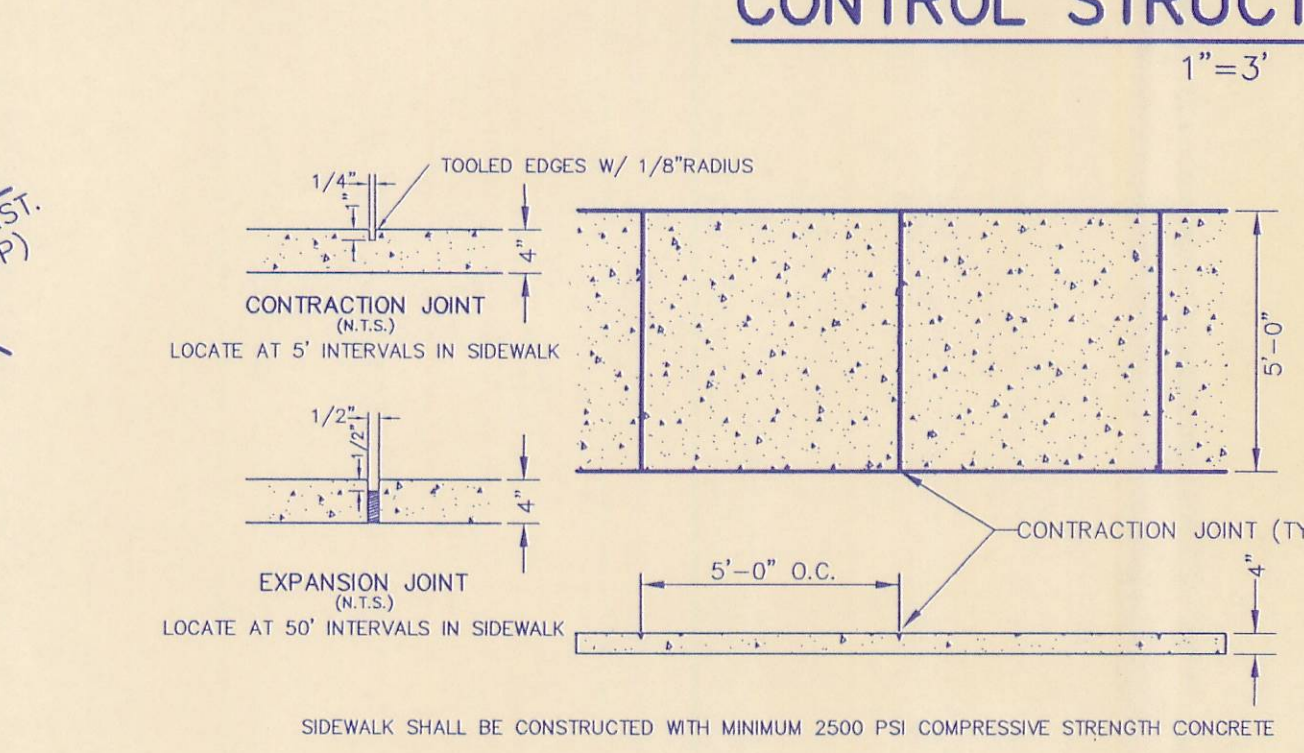 CONTROL STRUCT
1"=3'
ST.
P)
TOOLED EDGES W/ 1/8"RADIUS
1/4"
4"
CONTRACTION JOINT
(N.T.S.)
LOCATE AT 5' INTERVALS IN SIDEWALK
5'-0"
1/2"
1/2"
4"
CONTRACTION JOINT (TY
EXPANSION JOINT
(N.T.S.)
LOCATE AT 50' INTERVALS IN SIDEWALK
5'-0" O.C.
4"
SIDEWALK SHALL BE CONSTRUCTED WITH MINIMUM 2500 PSI COMPRESSIVE STRENGTH CONCRETE